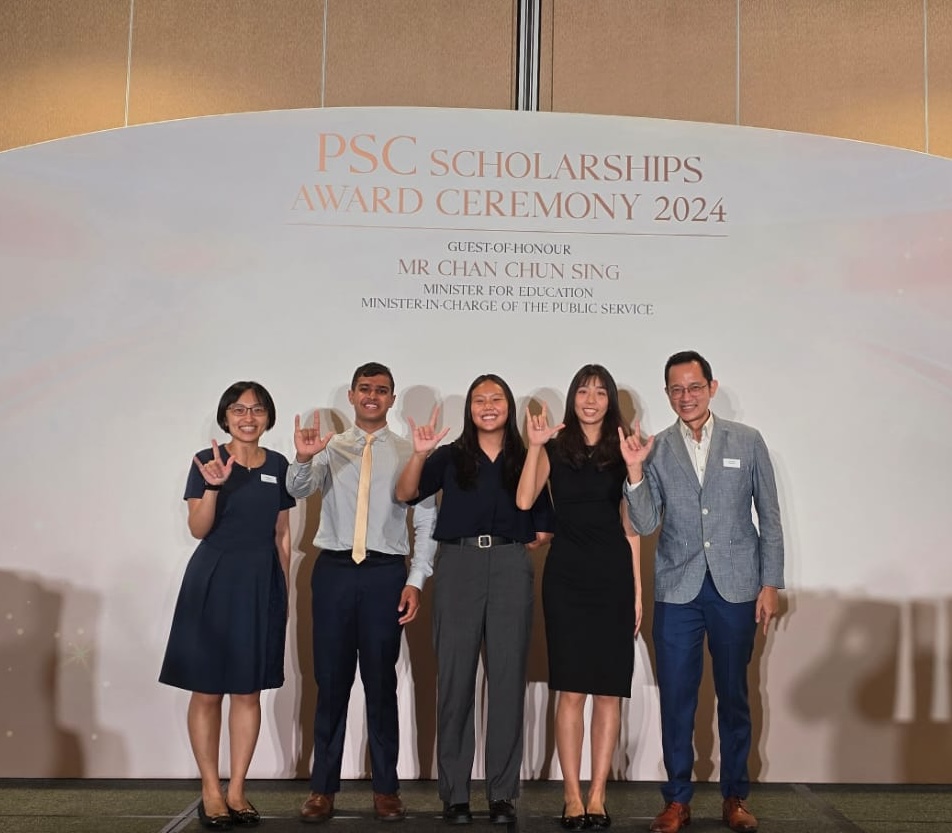 PSC SCHOLARSHIPS
AWARD CEREMONY 2024
GUEST-OF-HONOUR
MR CHAN CHUN SING
MINISTER FOR EDUCATION
MINISTER-IN-CHARGE OF THE PUBLIC SERVICE